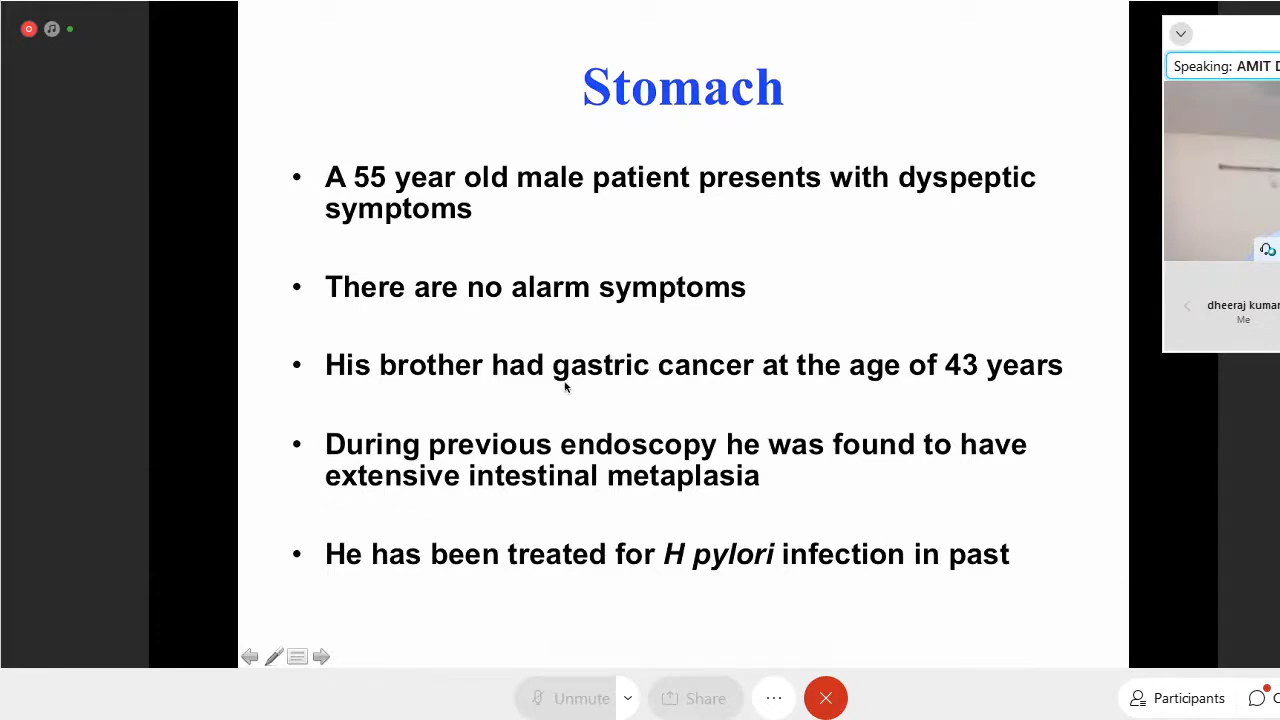 Stomach
Speaking: AMIT D
• A 55 year old male patient presents with dyspeptic
symptoms
• There are no alarm symptoms
dheeraj kumar
Me
• His brother had gastric cancer at the age of 43 years
• During previous endoscopy he was found to have
extensive intestinal metaplasia
• He has been treated for H pylori infection in past
Unmute
Share
Participants